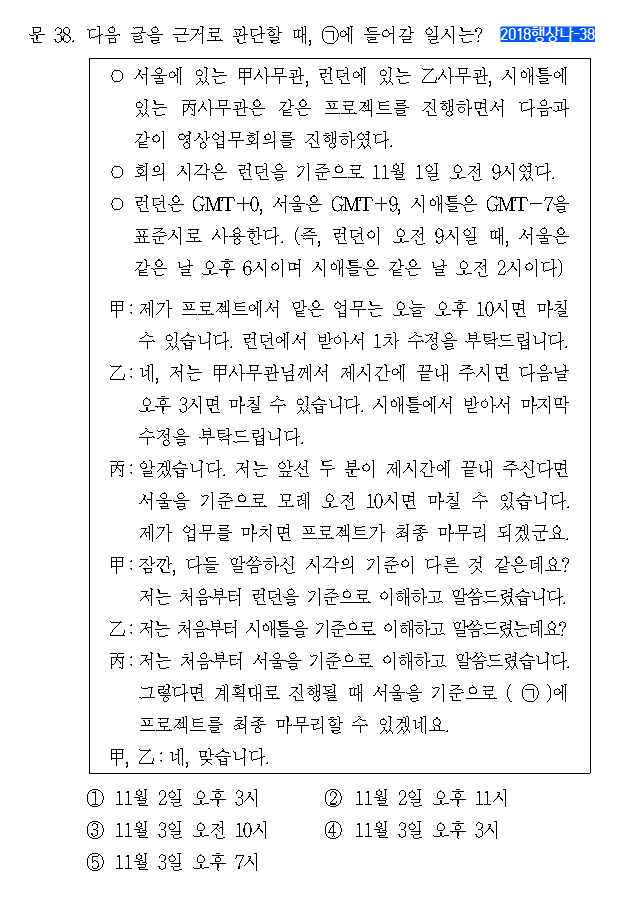 문 38. 다음 글을 근거로 판단할 때, ㉠에 들어갈 일시는? 2018행상나-38
○ 서울에 있는 甲사무관, 런던에 있는 乙사무관, 시애틀에
있는 丙사무관은 같은 프로젝트를 진행하면서 다음과
같이 영상업무회의를 진행하였다.
○ 회의 시각은 런던을 기준으로 11월 1일 오전 9시였다.
○ 런던은 GMT+0, 서울은 GMT+9, 시애틀은 GMT-7을
표준시로 사용한다. (즉, 런던이 오전 9시일 때, 서울은
같은 날 오후 6시이며 시애틀은 같은 날 오전 2시이다)
甲: 제가 프로젝트에서 맡은 업무는 오늘 오후 10시면 마칠
수 있습니다. 런던에서 받아서 1차 수정을 부탁드립니다.
乙: 네, 저는 甲사무관님께서 제시간에 끝내 주시면 다음날
오후 3시면 마칠 수 있습니다. 시애틀에서 받아서 마지막
수정을 부탁드립니다.
丙: 알겠습니다. 저는 앞선 두 분이 제시간에 끝내 주신다면
서울을 기준으로 모레 오전 10시면 마칠 수 있습니다.
제가 업무를 마치면 프로젝트가 최종 마무리 되겠군요.
甲: 잠깐, 다들 말씀하신 시각의 기준이 다른 것 같은데요?
저는 처음부터 런던을 기준으로 이해하고 말씀드렸습니다.
乙: 저는 처음부터 시애틀을 기준으로 이해하고 말씀드렸는데요?
丙: 저는 처음부터 서울을 기준으로 이해하고 말씀드렸습니다.
그렇다면 계획대로 진행될 때 서울을 기준으로 ( ㉠ )에
프로젝트를 최종 마무리할 수 있겠네요.
甲, 乙: 네, 맞습니다.
① 11월 2일 오후 3시 ② 11월 2일 오후 11시
③ 11월 3일 오전 10시 ④ 11월 3일 오후 3시
⑤ 11월 3일 오후 7시